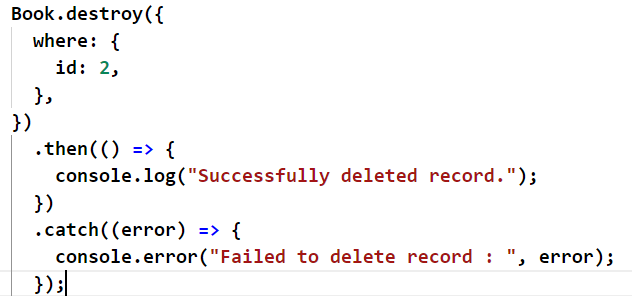 Book.destroy({
  where: {
    id: 2,
  },
})
  .then(() => {
    console.log("Successfully deleted record.");
  })
  .catch((error) => {
    console.error("Failed to delete record : ", error);
  });